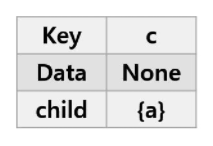 Key c
Data None
child {a}